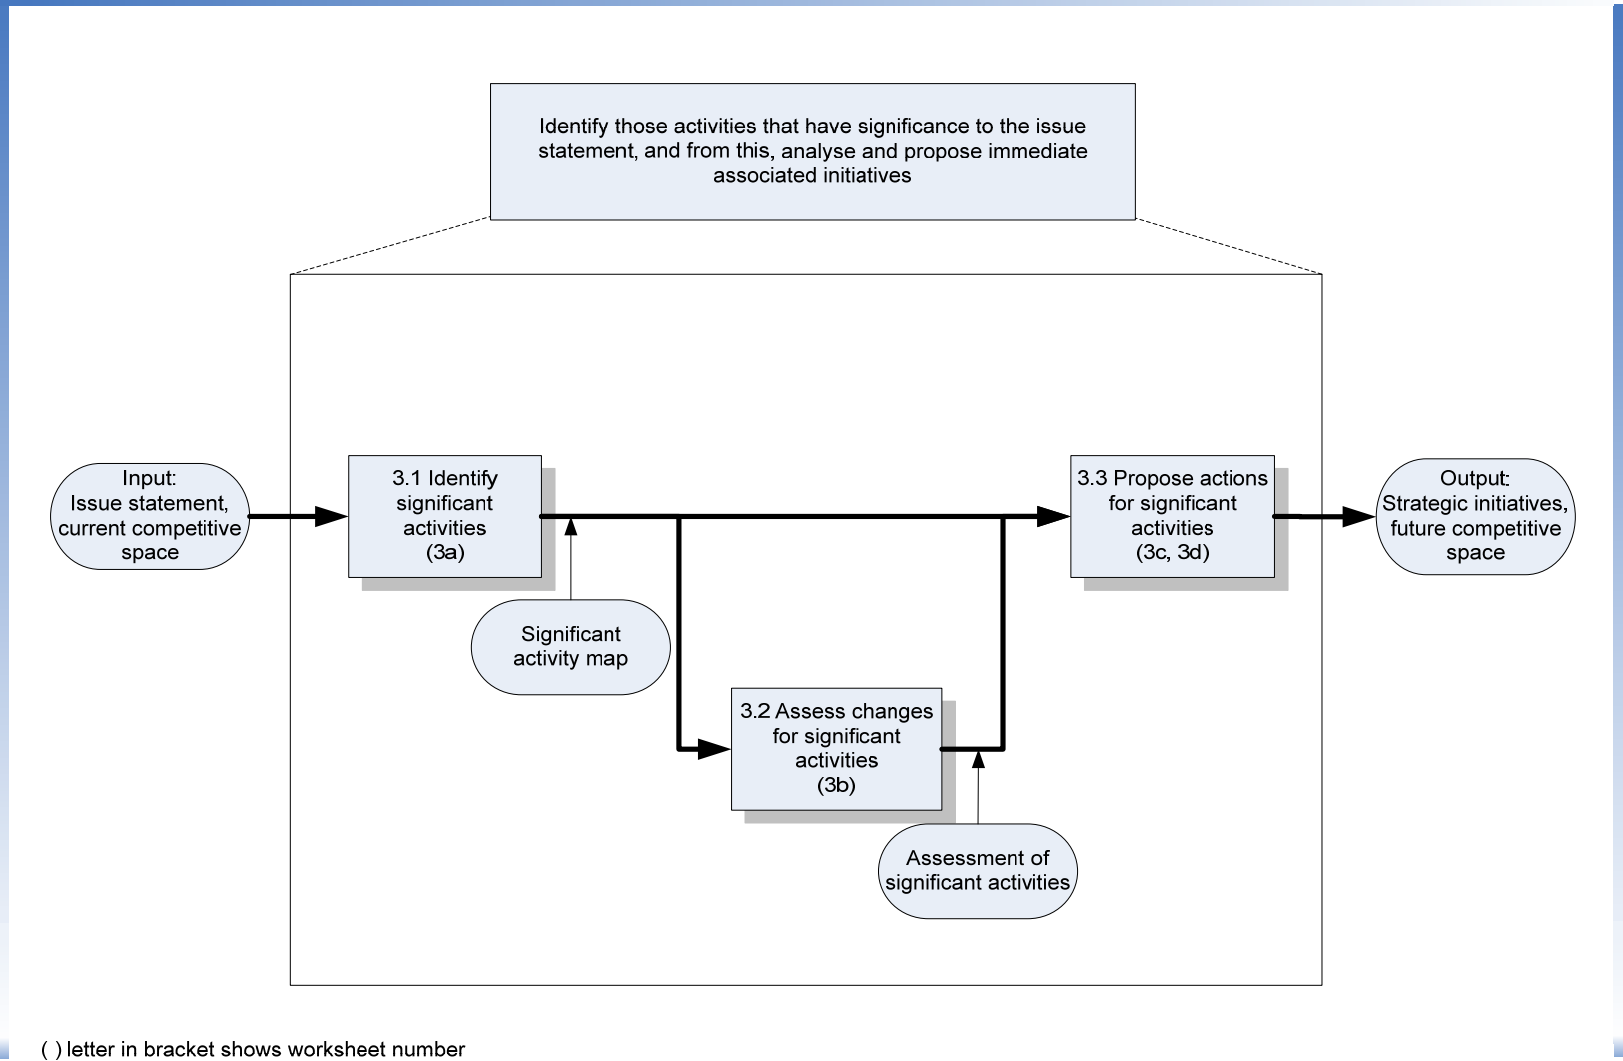 Identify those activities that have significance to the issue
statement, and from this, analyse and propose immediate
associated initiatives
Input:
Issue statement,
current competitive
space
3.1 Identify
significant
activities
(3a)
3.3 Propose actions
for significant
activities
(3c, 3d)
Output:
Strategic initiatives,
future competitive
space
Significant
activity map
3.2 Assess changes
for significant
activities
(3b)
Assessment of
significant activities
( ) letter in bracket shows worksheet number